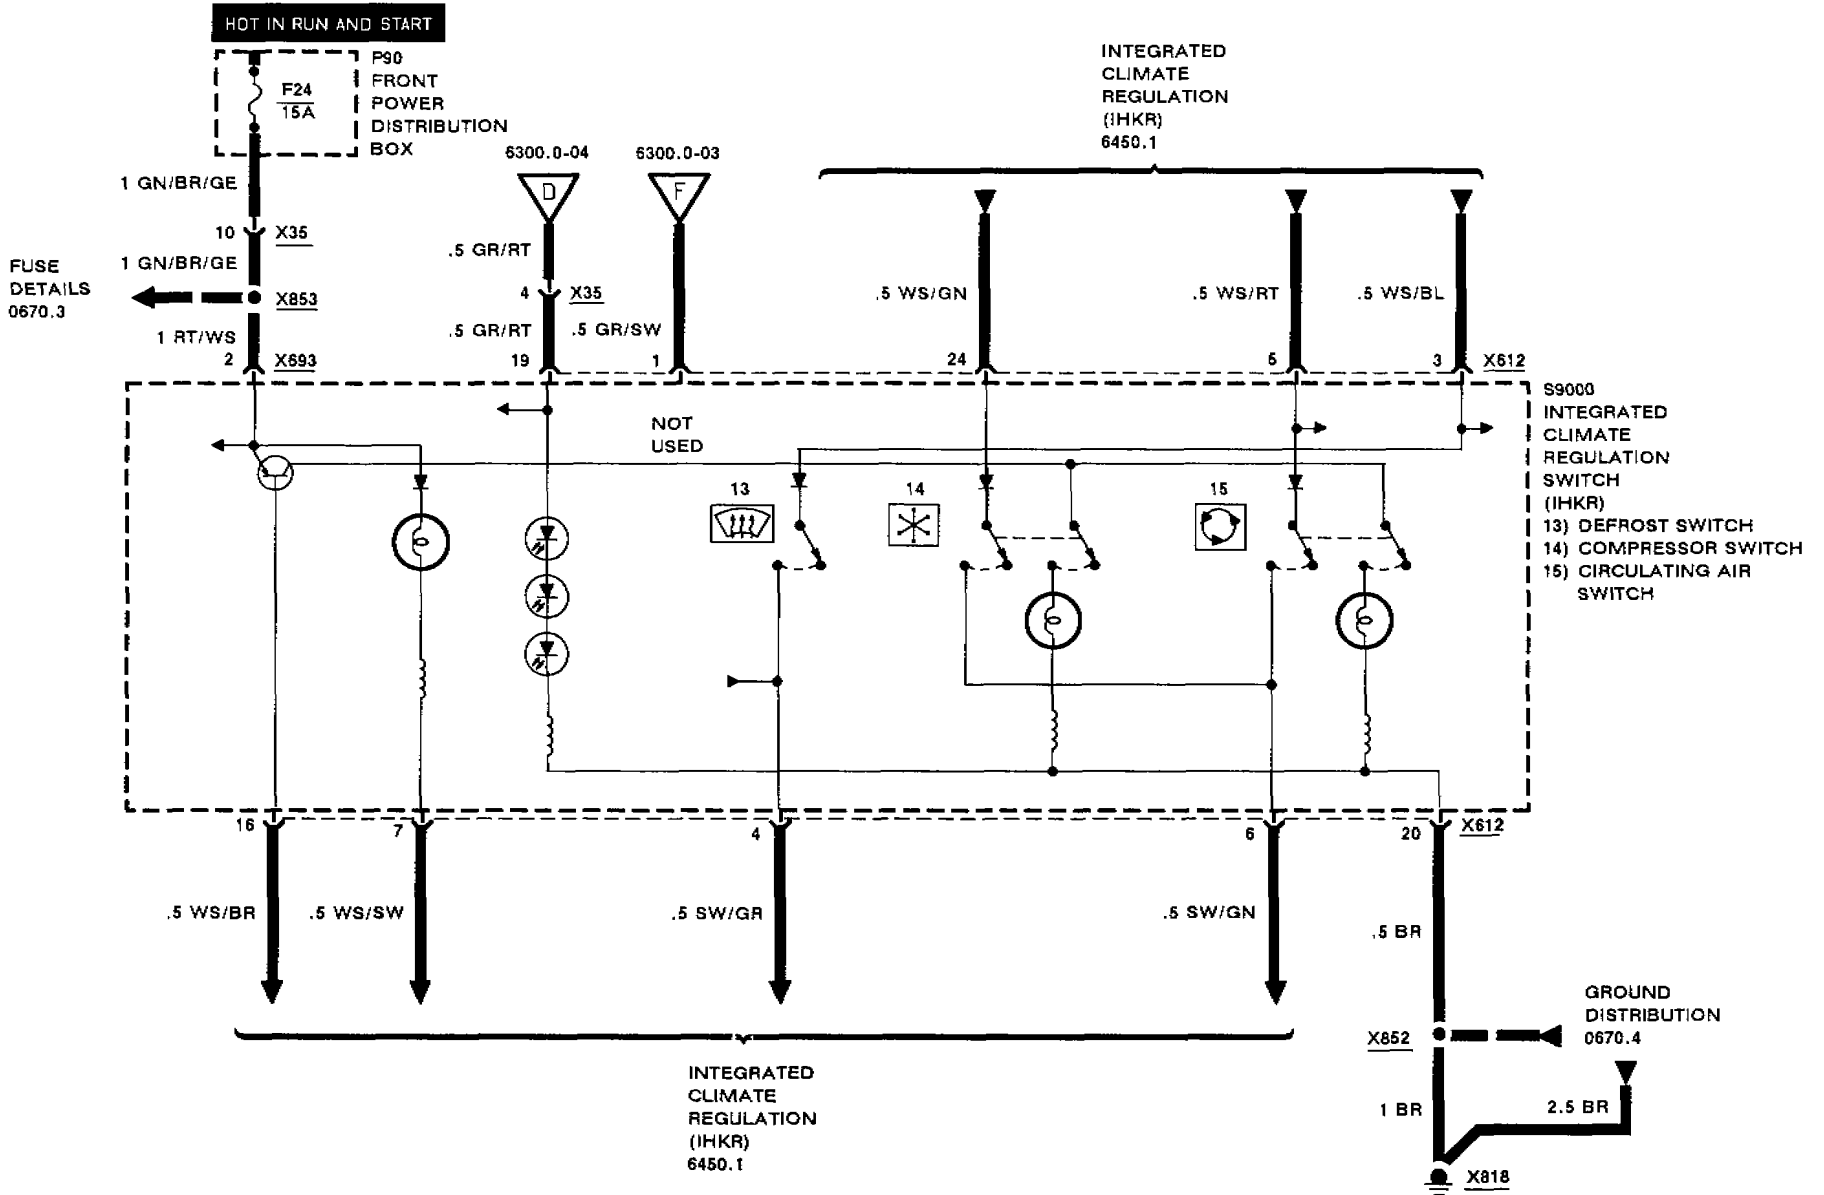 HOT IN RUN AND START
P90
FRONT
POWER
DISTRIBUTION
BOX
F24
15A
INTEGRATED
CLIMATE
REGULATION
(IHKR)
6450.1
6300.0-04
6300.0-03
D
F
1 GN/BR/GE
10
X35
.5 GR/RT
1 GN/BR/GE
FUSE
DETAILS
0670.3
X853
4
X35
.5 WS/GN
.5 WS/RT
.5 WS/BL
1 RT/WS
.5 GR/RT
.5 GR/SW
2
X693
19
1
24
5
3
X612
NOT
USED
S9000
INTEGRATED
CLIMATE
REGULATION
SWITCH
(IHKR)
13) DEFROST SWITCH
14) COMPRESSOR SWITCH
15) CIRCULATING AIR
SWITCH
13
14
15
16
7
4
6
20
X612
.5 WS/BR
.5 WS/SW
.5 SW/GR
.5 SW/GN
.5 BR
GROUND
DISTRIBUTION
0670.4
X852
INTEGRATED
CLIMATE
REGULATION
(IHKR)
6450.1
1 BR
2.5 BR
X818